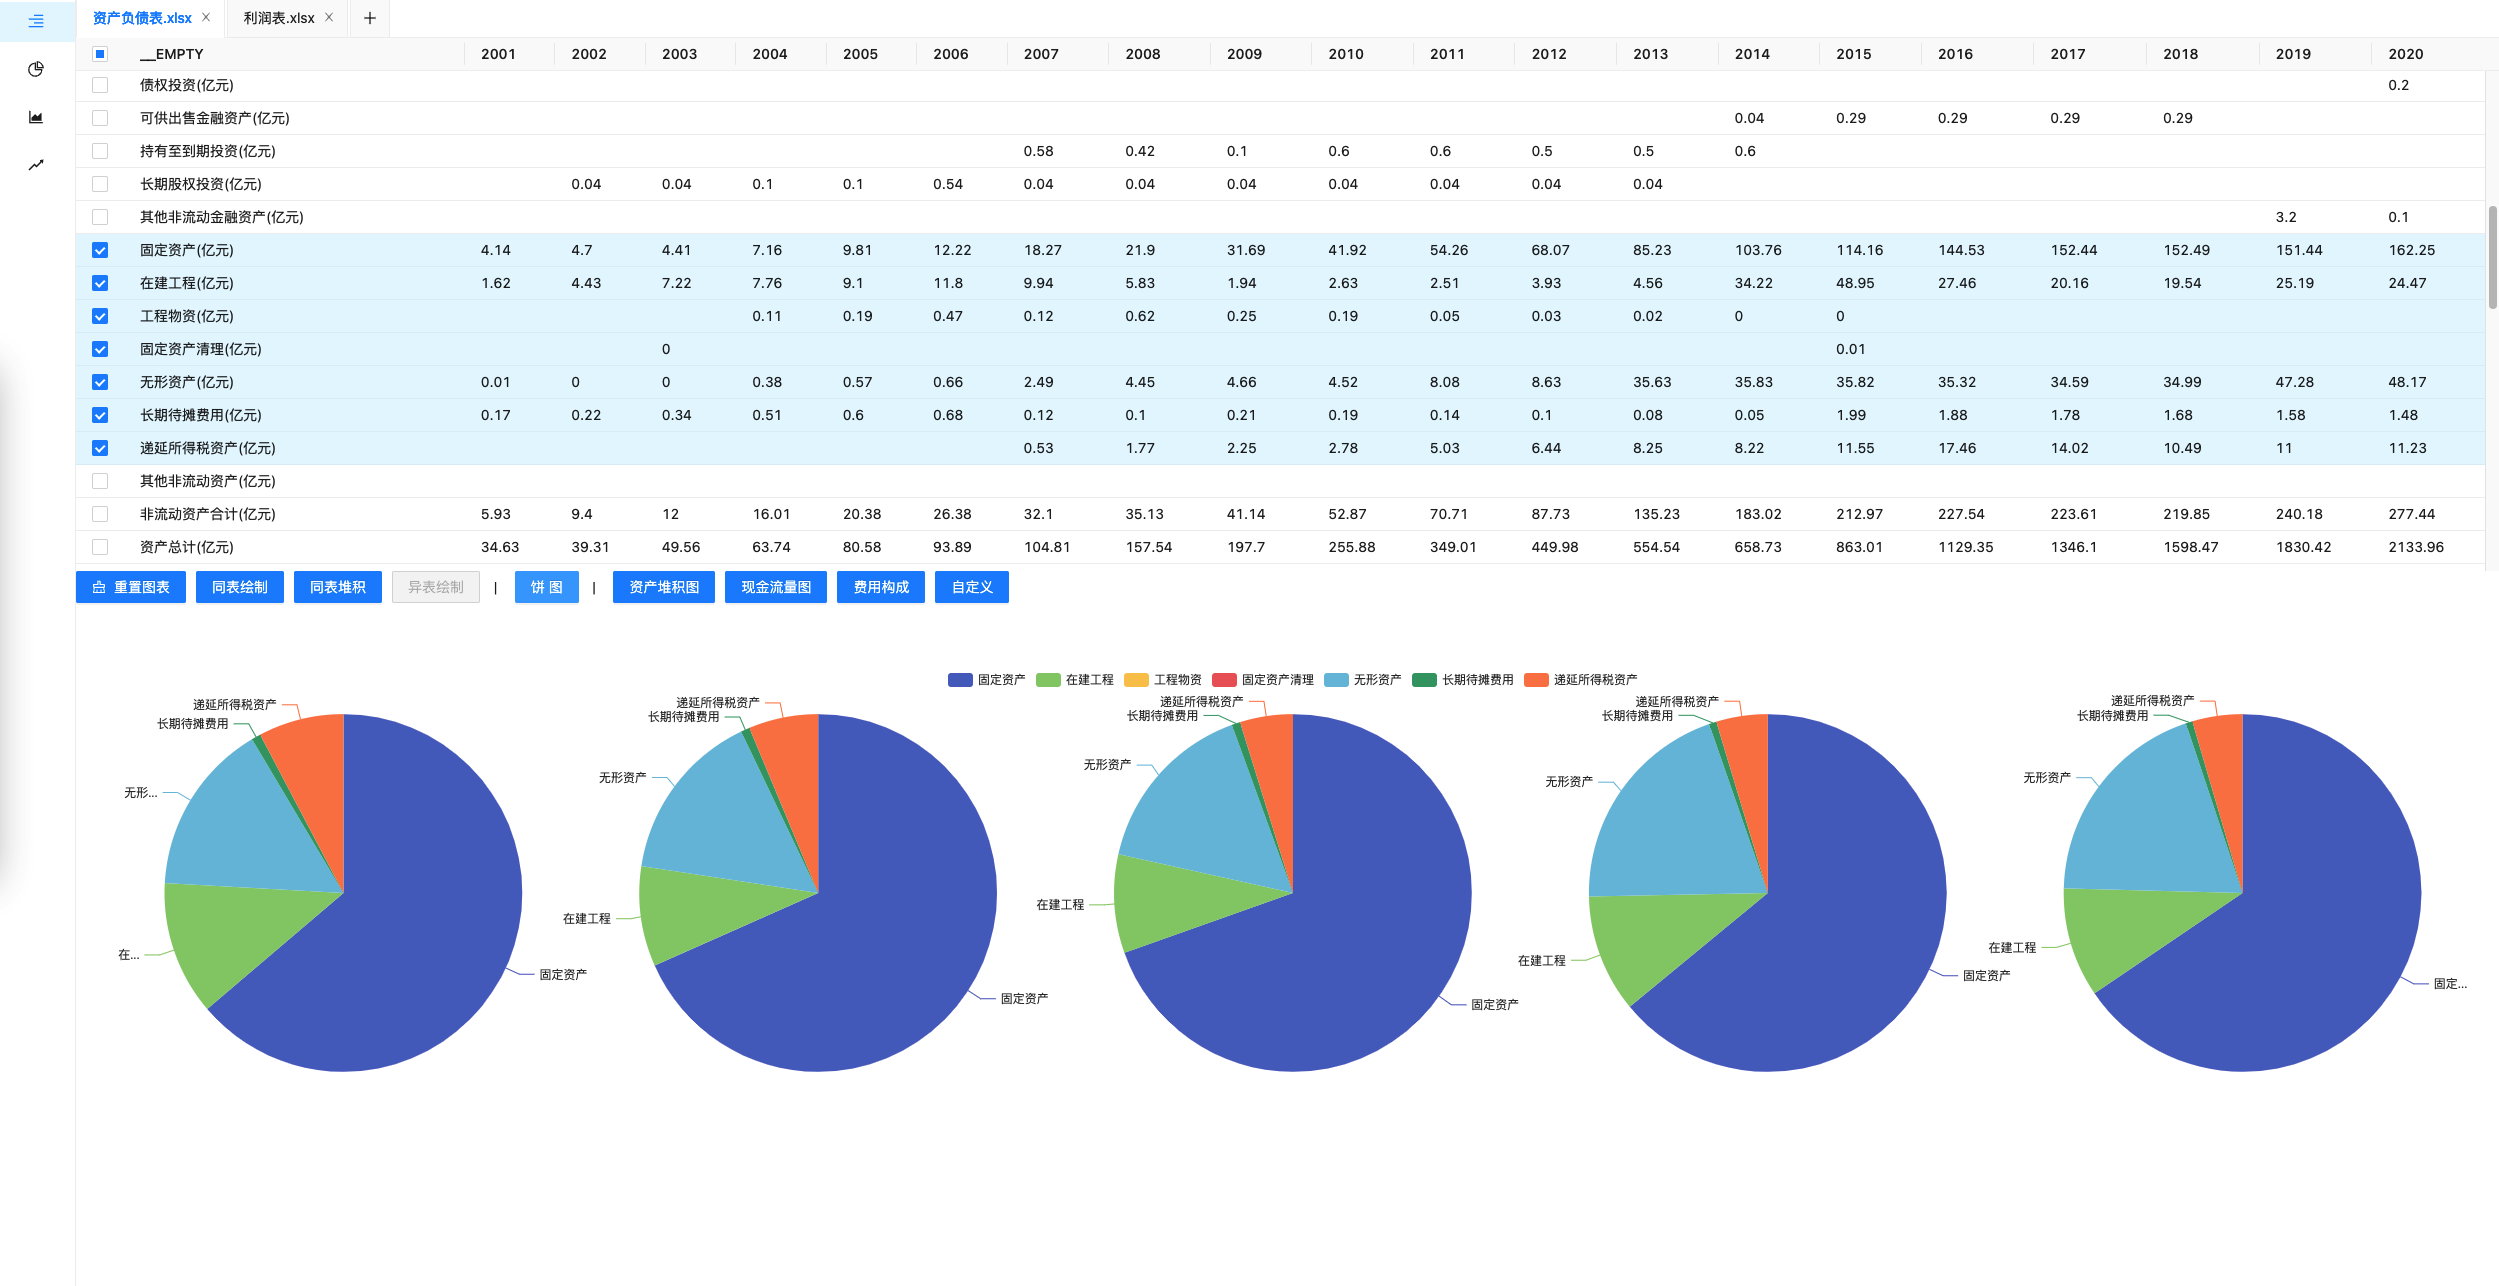 资产负债表.xlsx × 利润表.xlsx × +
__EMPTY 2001 2002 2003 2004 2005 2006 2007 2008 2009 2010 2011 2012 2013 2014 2015 2016 2017 2018 2019 2020
债权投资(亿元) 0.2
可供出售金融资产(亿元) 0.04 0.29 0.29 0.29 0.29
持有至到期投资(亿元) 0.58 0.42 0.1 0.6 0.6 0.5 0.5 0.6
长期股权投资(亿元) 0.04 0.04 0.1 0.1 0.54 0.04 0.04 0.04 0.04 0.04 0.04 0.04
其他非流动金融资产(亿元) 3.2 0.1
固定资产(亿元) 4.14 4.7 4.41 7.16 9.81 12.22 18.27 21.9 31.69 41.92 54.26 68.07 85.23 103.76 114.16 144.53 152.44 152.49 151.44 162.25
在建工程(亿元) 1.62 4.43 7.22 7.76 9.1 11.8 9.94 5.83 1.94 2.63 2.51 3.93 4.56 34.22 48.95 27.46 20.16 19.54 25.19 24.47
工程物资(亿元) 0.11 0.19 0.47 0.12 0.62 0.25 0.19 0.05 0.03 0.02 0 0
固定资产清理(亿元) 0 0.01
无形资产(亿元) 0.01 0 0 0.38 0.57 0.66 2.49 4.45 4.66 4.52 8.08 8.63 35.63 35.83 35.82 35.32 34.59 34.99 47.28 48.17
长期待摊费用(亿元) 0.17 0.22 0.34 0.51 0.6 0.68 0.12 0.1 0.21 0.19 0.14 0.1 0.08 0.05 1.99 1.88 1.78 1.68 1.58 1.48
递延所得税资产(亿元) 0.53 1.77 2.25 2.78 5.03 6.44 8.25 8.22 11.55 17.46 14.02 10.49 11 11.23
其他非流动资产(亿元)
非流动资产合计(亿元) 5.93 9.4 12 16.01 20.38 26.38 32.1 35.13 41.14 52.87 70.71 87.73 135.23 183.02 212.97 227.54 223.61 219.85 240.18 277.44
资产总计(亿元) 34.63 39.31 49.56 63.74 80.58 93.89 104.81 157.54 197.7 255.88 349.01 449.98 554.54 658.73 863.01 1129.35 1346.1 1598.47 1830.42 2133.96
重置图表 同表绘制 同表堆积 异表绘制 | 饼 图 | 资产堆积图 现金流量图 费用构成 自定义
固定资产 在建工程 工程物资 固定资产清理 无形资产 长期待摊费用 递延所得税资产
递延所得税资产
长期待摊费用
无形...
在...
固定资产
递延所得税资产
长期待摊费用
无形资产
在建工程
固定资产
递延所得税资产
长期待摊费用
无形资产
在建工程
固定资产
递延所得税资产
长期待摊费用
无形资产
在建工程
固定资产
递延所得税资产
长期待摊费用
无形资产
在建工程
固定...